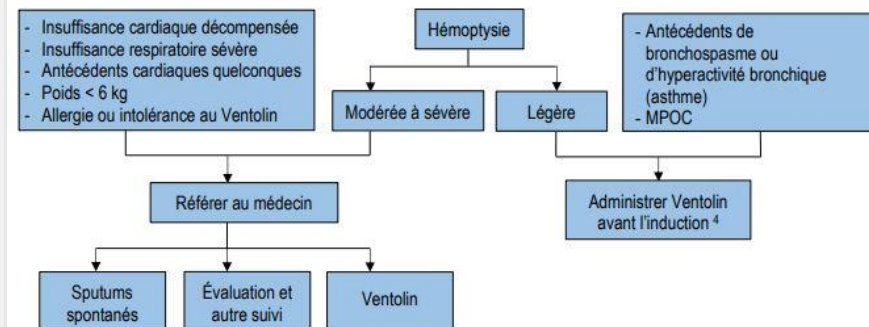 - Insuffisance cardiaque décompensée
- Insuffisance respiratoire sévère
- Antécédents cardiaques quelconques
- Poids < 6 kg
- Allergie ou intolérance au Ventolin
Hémoptysie
- Antécédents de
bronchospasme ou
d'hyperactivité bronchique
(asthme)
- MPOC
Modérée à sévère
Légère
Référer au médecin
Administrer Ventolin
avant l'induction 4
Sputums
spontanés
Évaluation et
autre suivi
Ventolin